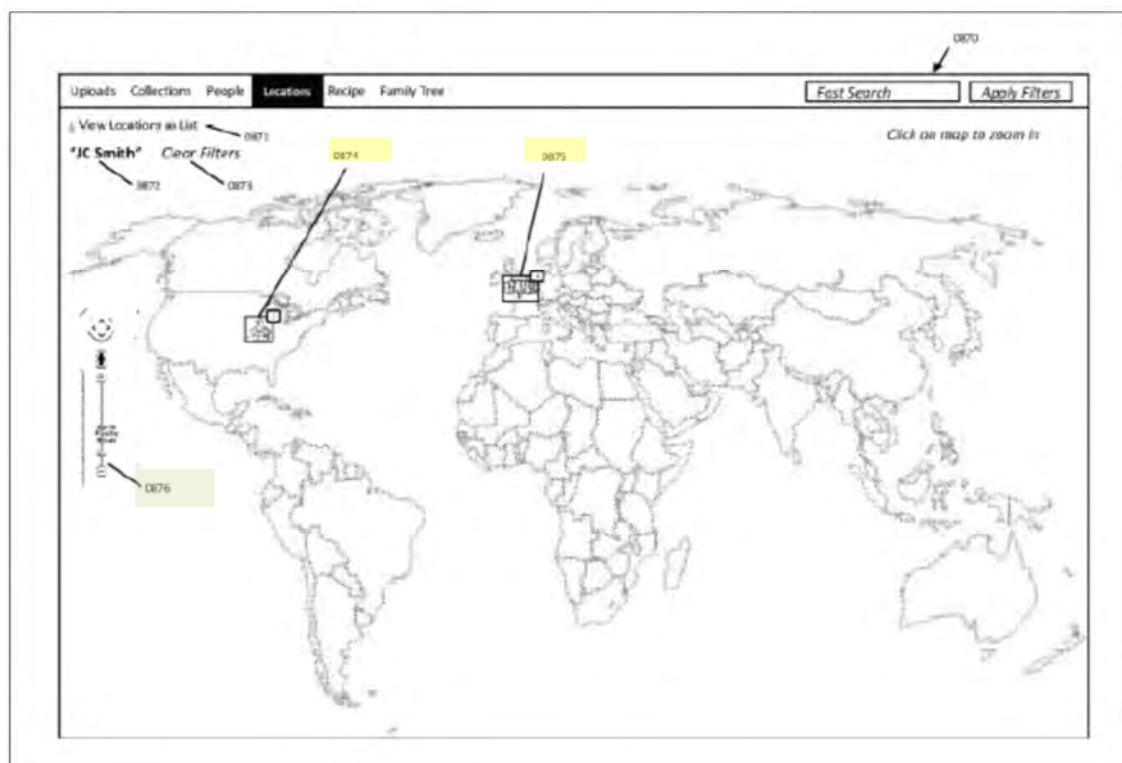 0870
Uploads Collections People Locations Recipe Family Tree Fast Search Apply Filters
View Locations as List 0871 Click on map to zoom in
"JC Smith" Clear Filters 0874 0875
0872 0873
0876